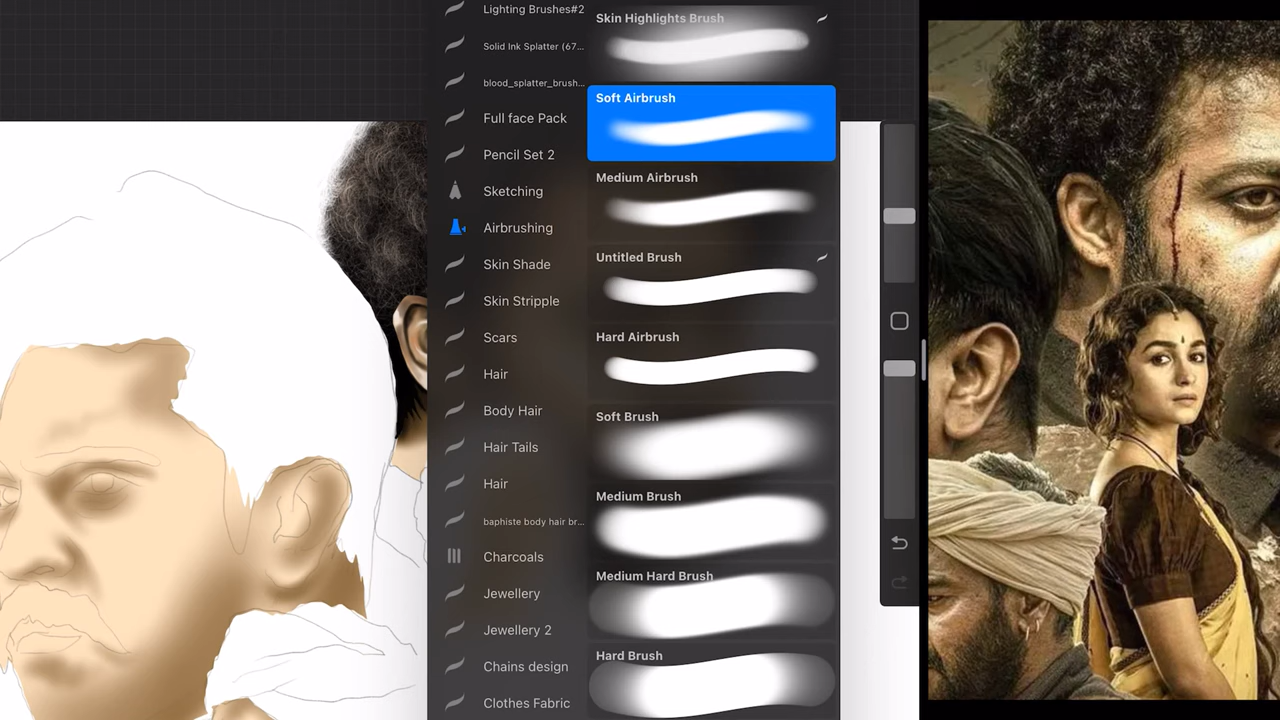 Lighting Brushes#2
Solid Ink Splatter (67...
blood_splatter_brush...
Full face Pack
Pencil Set 2
Sketching
Airbrushing
Skin Shade
Skin Stripple
Scars
Hair
Body Hair
Hair Tails
Hair
baphiste body hair br...
Charcoals
Jewellery
Jewellery 2
Chains design
Clothes Fabric
Skin Highlights Brush
Soft Airbrush
Medium Airbrush
Untitled Brush
Hard Airbrush
Soft Brush
Medium Brush
Medium Hard Brush
Hard Brush